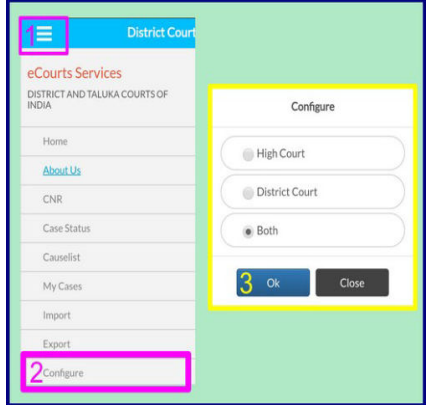 1
District Court
eCourts Services
DISTRICT AND TALUKA COURTS OF
INDIA
Home
About Us
CNR
Case Status
Causelist
My Cases
Import
Export
2 Configure
Configure
High Court
District Court
Both
3 Ok
Close